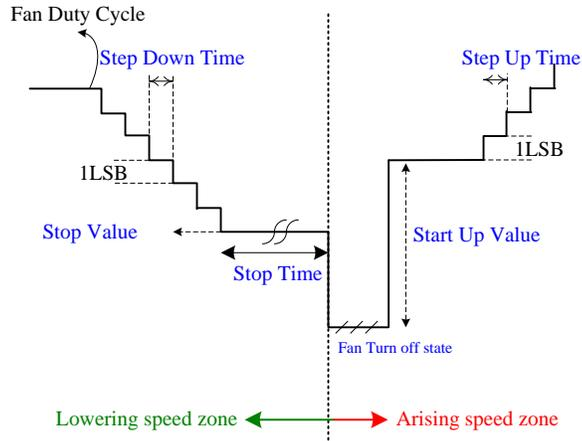 Fan Duty Cycle
Step Down Time
Step Up Time
1LSB
1LSB
Stop Value
Start Up Value
Stop Time
Fan Turn off state
Lowering speed zone
Arising speed zone